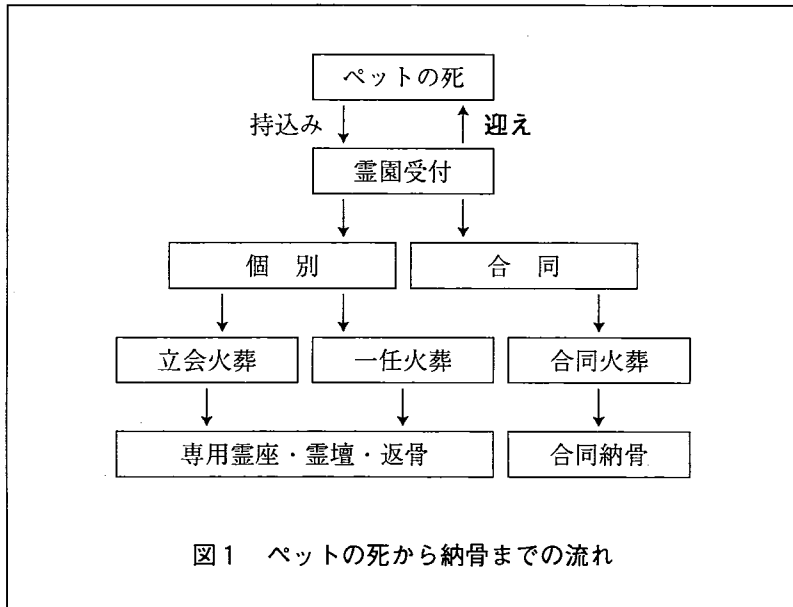 ペットの死
持込み
迎え
霊園受付
個　別
合　同
立会火葬
一任火葬
合同火葬
専用霊座・霊壇・返骨
合同納骨
図1　ペットの死から納骨までの流れ